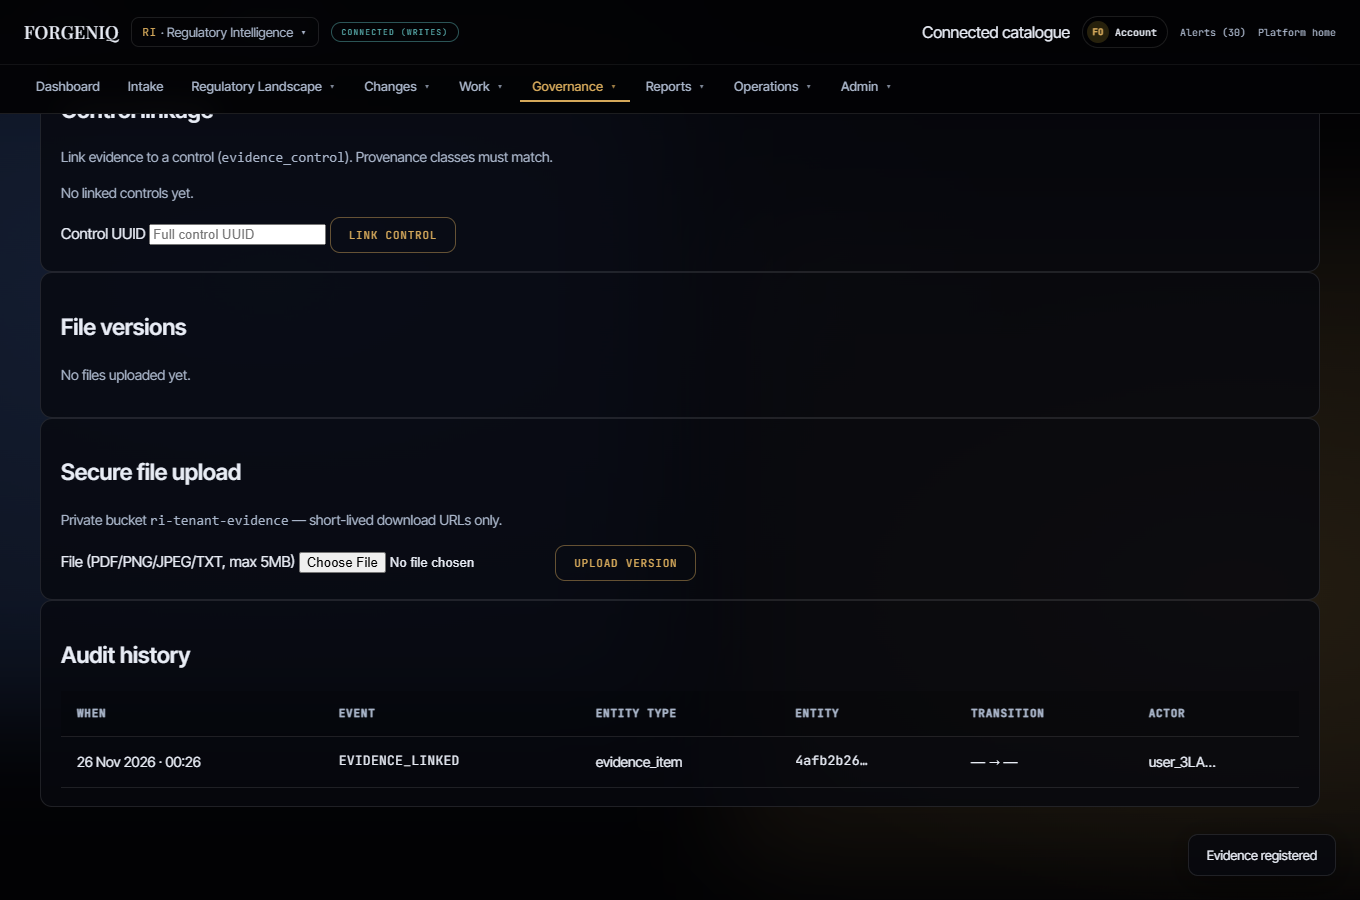 FORGENIQ
RI · Regulatory Intelligence
CONNECTED (WRITES)
Connected catalogue
FO Account
Alerts (30)
Platform home
Dashboard
Intake
Regulatory Landscape
Changes
Work
Governance
Reports
Operations
Admin
Control linkage
Link evidence to a control (evidence_control). Provenance classes must match.
No linked controls yet.
Control UUID Full control UUID LINK CONTROL
File versions
No files uploaded yet.
Secure file upload
Private bucket ri-tenant-evidence — short-lived download URLs only.
File (PDF/PNG/JPEG/TXT, max 5MB) Choose File No file chosen UPLOAD VERSION
Audit history
WHEN EVENT ENTITY TYPE ENTITY TRANSITION ACTOR
26 Nov 2026 · 00:26 EVIDENCE_LINKED evidence_item 4afb2b26… — → — user_3LA…
Evidence registered